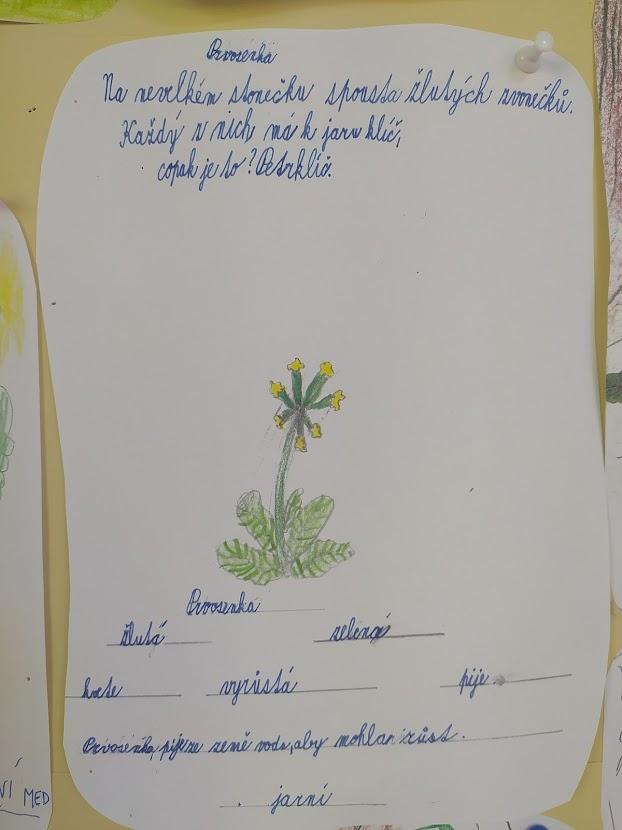 Prvosenka
Na nevelkém stonečku spousta žlutých zvonečků.
Každý z nich má k jaru klíč,
copak je to? Petrklíč.
Prvosenka
žlutá zelená
kvete vyrůstá pije
Prvosenka pije ze země vodu, aby mohla růst.
jarní
VÍ MED